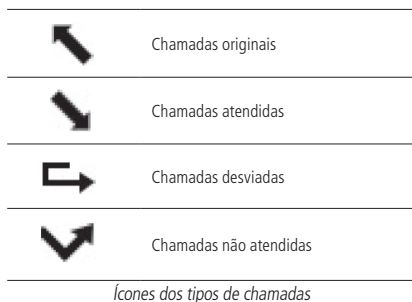 Chamadas originais
Chamadas atendidas
Chamadas desviadas
Chamadas não atendidas
Ícones dos tipos de chamadas